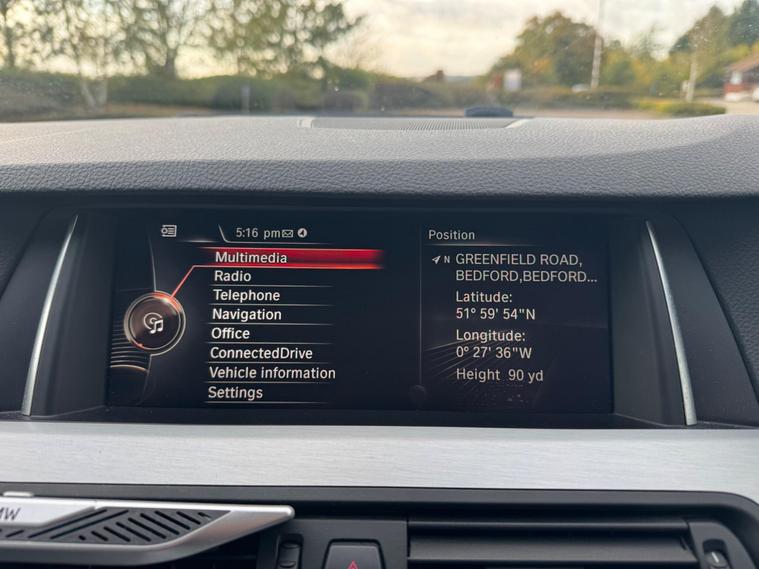 5:16 pm
Multimedia
Radio
Telephone
Navigation
Office
ConnectedDrive
Vehicle information
Settings
Position
N GREENFIELD ROAD,
BEDFORD,BEDFORD...
Latitude:
51° 59' 54"N
Longitude:
0° 27' 36"W
Height 90 yd
MW